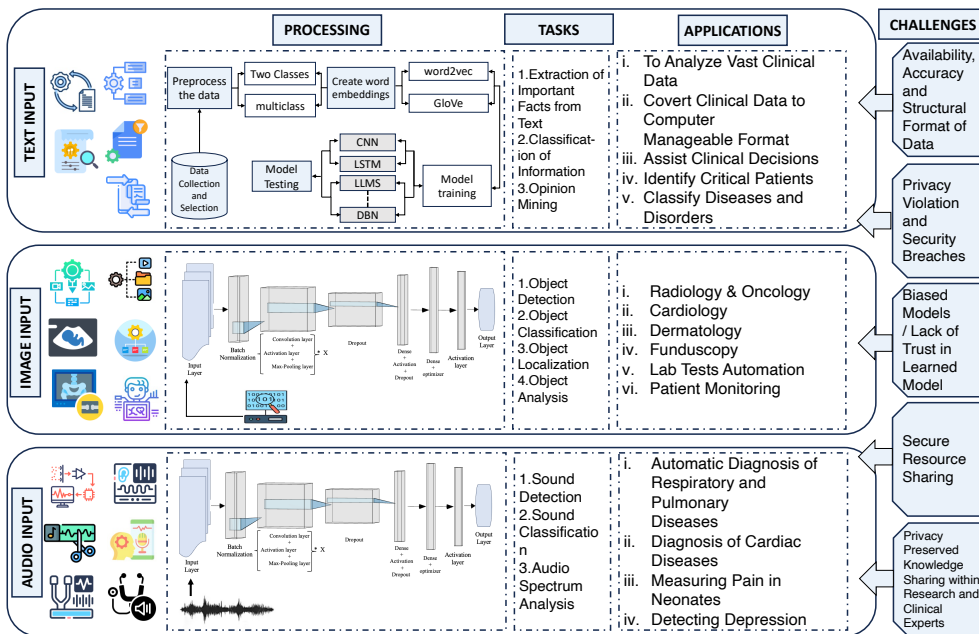 PROCESSING
TASKS
APPLICATIONS
CHALLENGES
TEXT INPUT
Preprocess
the data
Two Classes
multiclass
Create word
embeddings
word2vec
GloVe
Data
Collection
and
Selection
Model
Testing
CNN
LSTM
LLMS
DBN
Model
training
1.Extraction of
Important
Facts from
Text
2.Classificat-
ion of
Information
3.Opinion
Mining
i. To Analyze Vast Clinical
Data
ii. Covert Clinical Data to
Computer
Manageable Format
iii. Assist Clinical Decisions
iv. Identify Critical Patients
v. Classify Diseases and
Disorders
Availability,
Accuracy
and
Structural
Format of
Data
Privacy
Violation
and
Security
Breaches
IMAGE INPUT
Input
Layer
Batch
Normalization
Convolution layer
+
Activation layer
+
Max-Pooling layer
* X
Dropout
Dense
+
Activation
+
Dropout
Dense
+
optimiser
Activation
layer
Output
Layer
1.Object
Detection
2.Object
Classification
3.Object
Localization
4.Object
Analysis
i. Radiology & Oncology
ii. Cardiology
iii. Dermatology
iv. Funduscopy
v. Lab Tests Automation
vi. Patient Monitoring
Biased
Models
/ Lack of
Trust in
Learned
Model
Secure
Resource
Sharing
AUDIO INPUT
Input
Layer
Batch
Normalization
Convolution layer
+
Activation layer
+
Max-Pooling layer
* X
Dropout
Dense
+
Activation
+
Dropout
Dense
+
optimiser
Activation
layer
Output
Layer
1.Sound
Detection
2.Sound
Classificatio
n
3.Audio
Spectrum
Analysis
i. Automatic Diagnosis of
Respiratory and
Pulmonary
Diseases
ii. Diagnosis of Cardiac
Diseases
iii. Measuring Pain in
Neonates
iv. Detecting Depression
Privacy
Preserved
Knowledge
Sharing within
Research and
Clinical
Experts